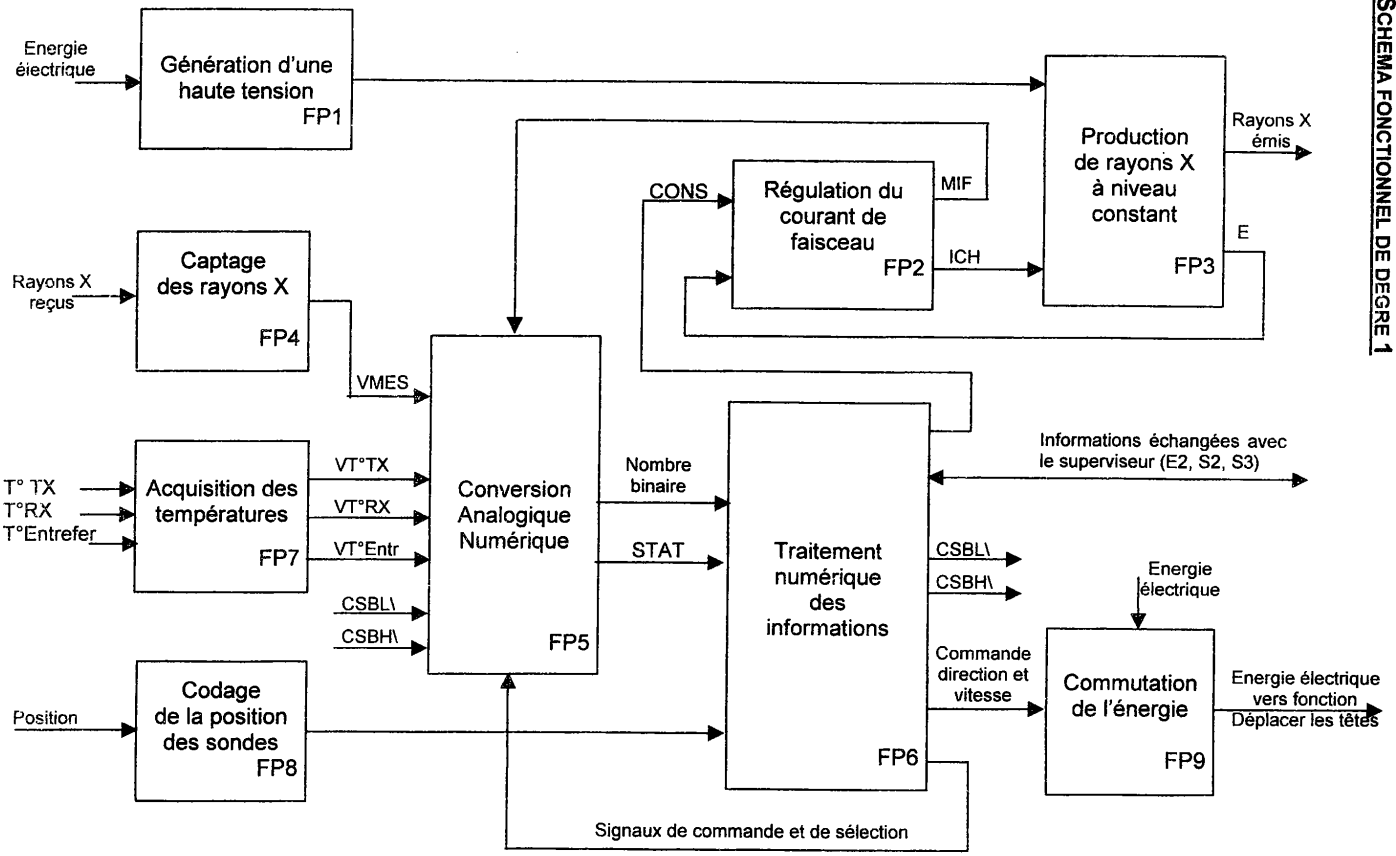 SCHEMA FONCTIONNEL DE DEGRE 1
Energie
électrique
Génération d'une
haute tension
FP1
Production
de rayons X
à niveau
constant
FP3
Rayons X
émis
E
CONS
Régulation du
courant de
faisceau
FP2
MIF
ICH
Rayons X
reçus
Captage
des rayons X
FP4
VMES
T° TX
T°RX
T°Entrefer
Acquisition des
températures
FP7
VT°TX
VT°RX
VT°Entr
CSBL\
CSBH\
Conversion
Analogique
Numérique
FP5
Nombre
binaire
STAT
Traitement
numérique
des
informations
FP6
Informations échangées avec
le superviseur (E2, S2, S3)
CSBL\
CSBH\
Energie
électrique
Commande
direction et
vitesse
Commutation
de l'énergie
FP9
Energie électrique
vers fonction
Déplacer les têtes
Position
Codage
de la position
des sondes
FP8
Signaux de commande et de sélection